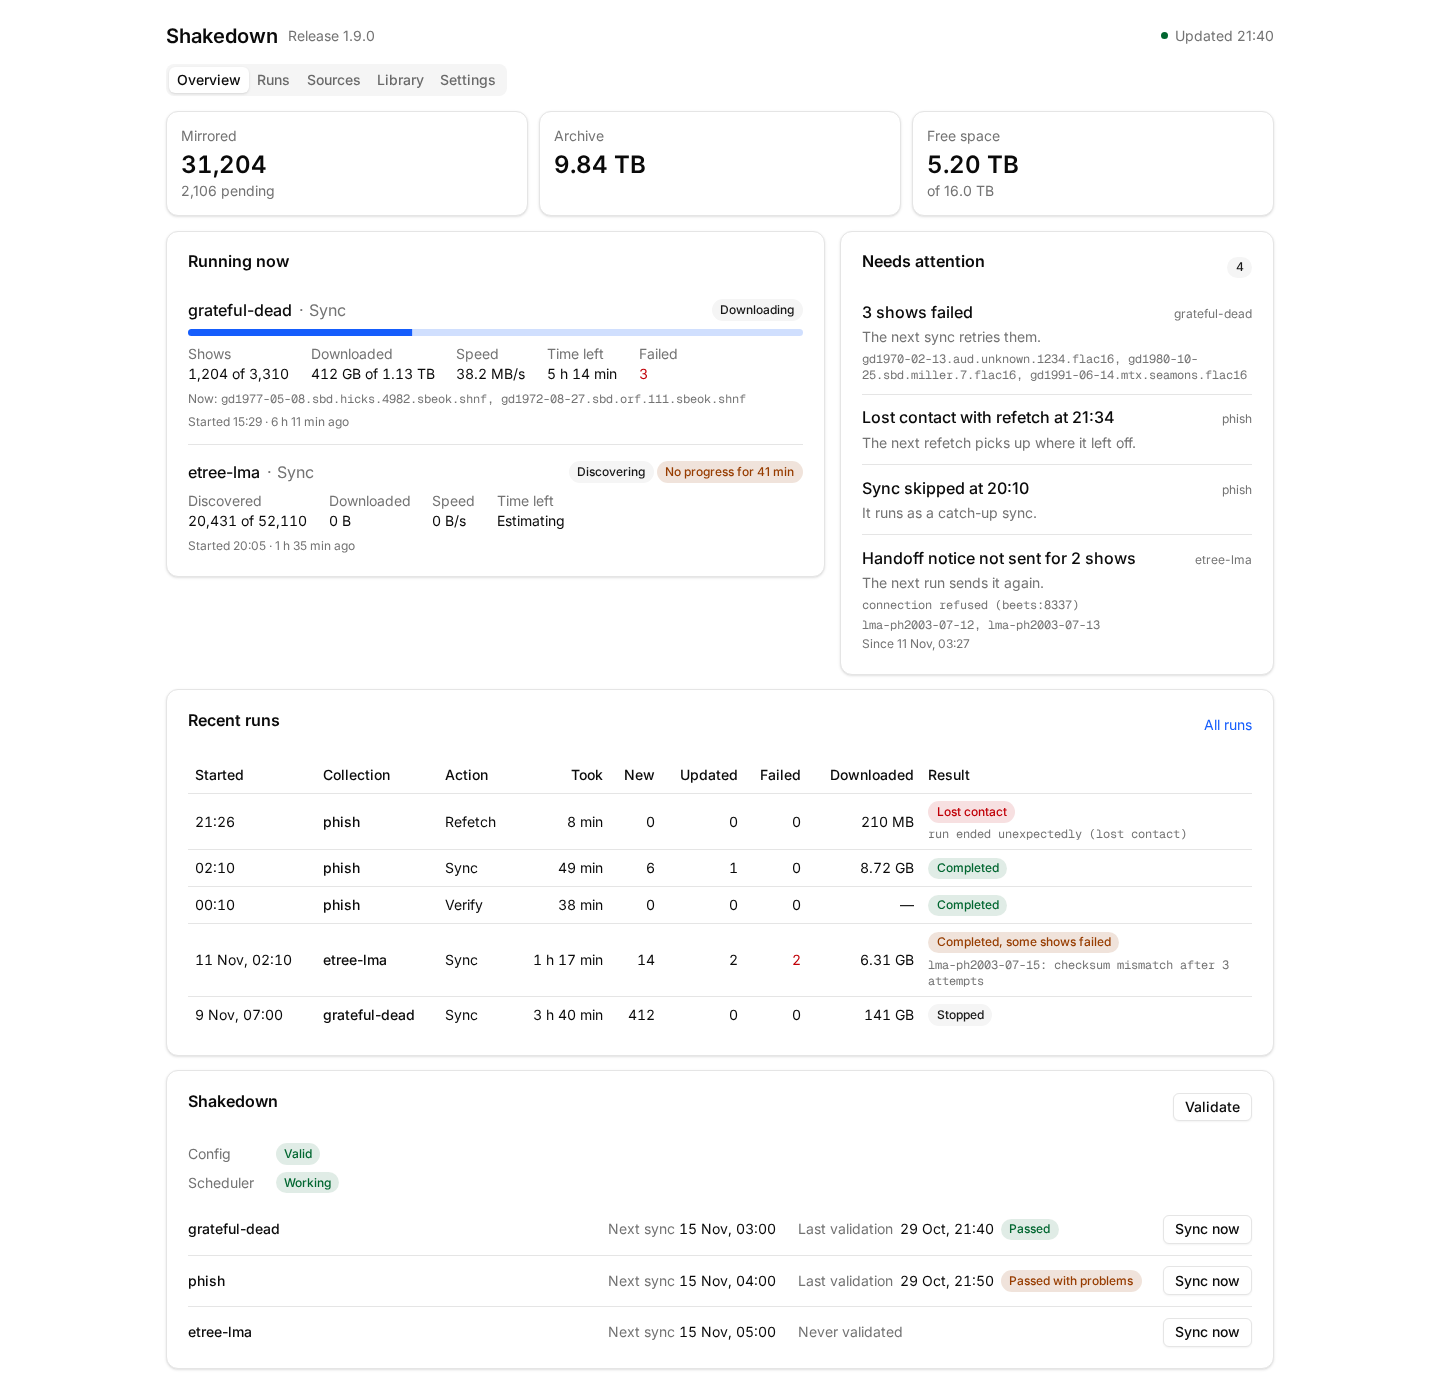 Shakedown Release 1.9.0
Updated 21:40
Overview Runs Sources Library Settings
Mirrored
31,204
2,106 pending
Archive
9.84 TB
Free space
5.20 TB
of 16.0 TB
Running now
grateful-dead · Sync
Downloading
Shows Downloaded Speed Time left Failed
1,204 of 3,310 412 GB of 1.13 TB 38.2 MB/s 5 h 14 min 3
Now: gd1977-05-08.sbd.hicks.4982.sbeok.shnf, gd1972-08-27.sbd.orf.111.sbeok.shnf
Started 15:29 · 6 h 11 min ago
etree-lma · Sync
Discovering No progress for 41 min
Discovered Downloaded Speed Time left
20,431 of 52,110 0 B 0 B/s Estimating
Started 20:05 · 1 h 35 min ago
Needs attention
4
3 shows failed grateful-dead
The next sync retries them.
gd1970-02-13.aud.unknown.1234.flac16, gd1980-10-
25.sbd.miller.7.flac16, gd1991-06-14.mtx.seamons.flac16
Lost contact with refetch at 21:34 phish
The next refetch picks up where it left off.
Sync skipped at 20:10 phish
It runs as a catch-up sync.
Handoff notice not sent for 2 shows etree-lma
The next run sends it again.
connection refused (beets:8337)
lma-ph2003-07-12, lma-ph2003-07-13
Since 11 Nov, 03:27
Recent runs
All runs
Started Collection Action Took New Updated Failed Downloaded Result
21:26 phish Refetch 8 min 0 0 0 210 MB Lost contact
run ended unexpectedly (lost contact)
02:10 phish Sync 49 min 6 1 0 8.72 GB Completed
00:10 phish Verify 38 min 0 0 0 — Completed
11 Nov, 02:10 etree-lma Sync 1 h 17 min 14 2 2 6.31 GB Completed, some shows failed
lma-ph2003-07-15: checksum mismatch after 3
attempts
9 Nov, 07:00 grateful-dead Sync 3 h 40 min 412 0 0 141 GB Stopped
Shakedown
Validate
Config Valid
Scheduler Working
grateful-dead Next sync 15 Nov, 03:00 Last validation 29 Oct, 21:40 Passed Sync now
phish Next sync 15 Nov, 04:00 Last validation 29 Oct, 21:50 Passed with problems Sync now
etree-lma Next sync 15 Nov, 05:00 Never validated Sync now